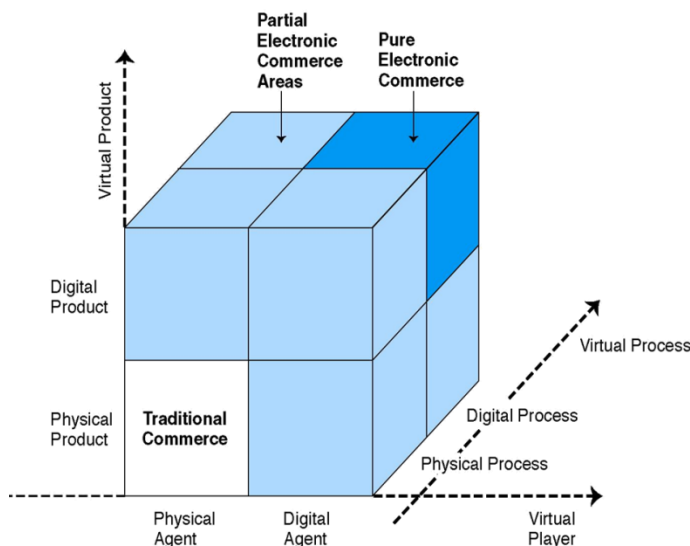 Partial
Electronic
Commerce
Areas
Pure
Electronic
Commerce
Virtual Product
Digital
Product
Physical
Product
Traditional
Commerce
Virtual Process
Digital Process
Physical Process
Physical
Agent
Digital
Agent
Virtual
Player